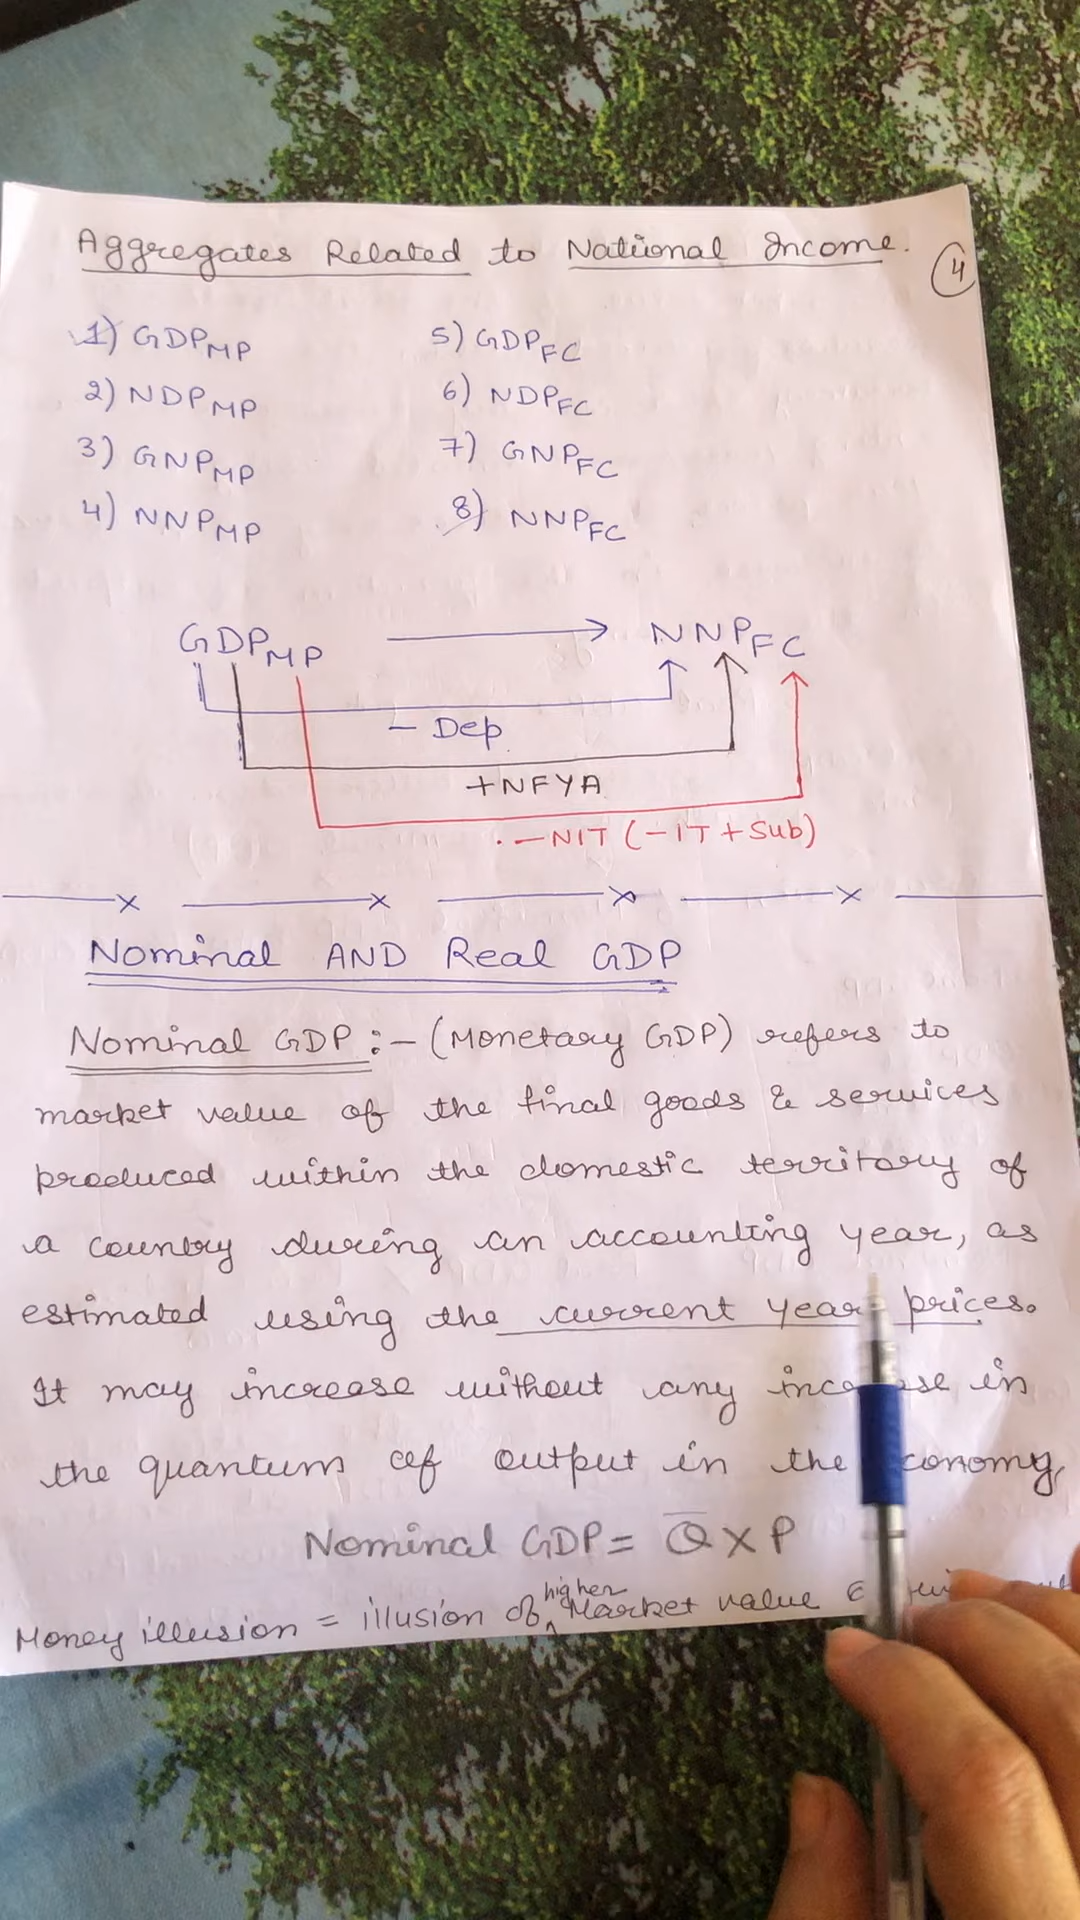 Aggregates Related to National Income.
4
1) GDPMP
5) GDPFC
2) NDPMP
6) NDPFC
3) GNPMP
7) GNPFC
4) NNPMP
8) NNPFC
GDPMP → NNPFC
- Dep.
+NFYA
-NIT (-IT + Sub)
Nominal AND Real GDP
Nominal GDP :- (Monetary GDP) refers to
market value of the final goods & services
produced within the domestic territory of
a country during an accounting year, as
estimated using the current year prices.
It may increase without any increase in
the quantum of output in the economy,
Nominal GDP = Q̅ X P
Money illusion = illusion of higher Market value